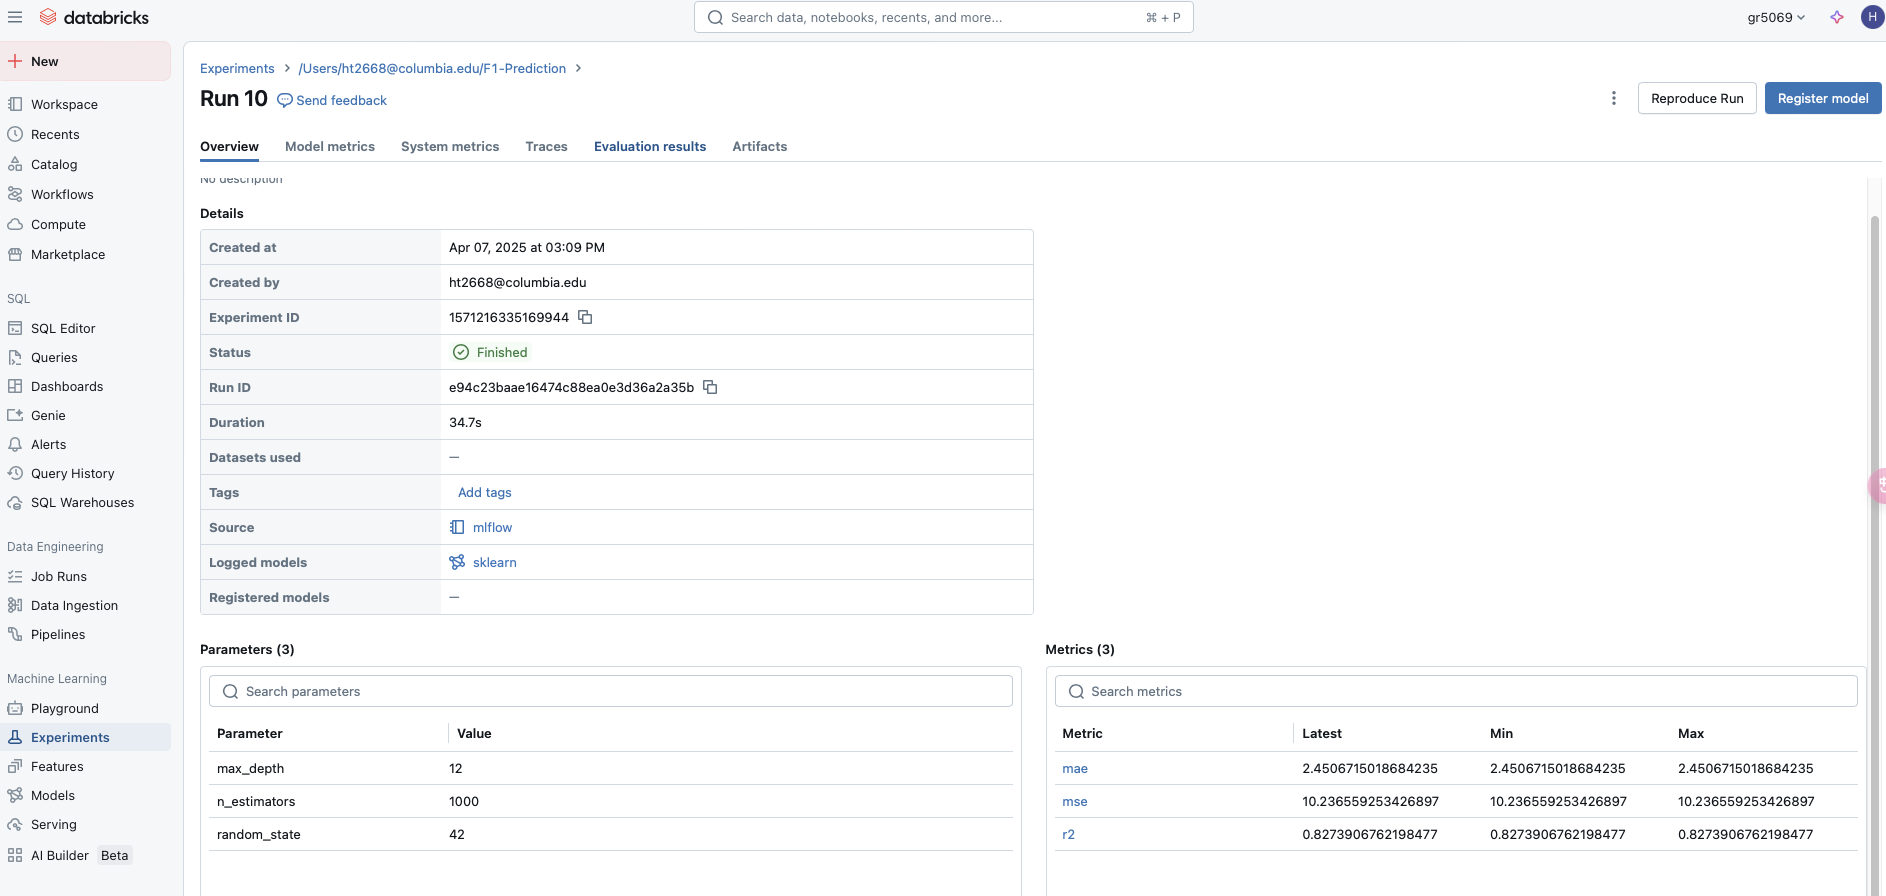 databricks
Search data, notebooks, recents, and more...
⌘ + P
gr5069
H
New
Workspace
Recents
Catalog
Workflows
Compute
Marketplace
SQL
SQL Editor
Queries
Dashboards
Genie
Alerts
Query History
SQL Warehouses
Data Engineering
Job Runs
Data Ingestion
Pipelines
Machine Learning
Playground
Experiments
Features
Models
Serving
AI Builder Beta
Experiments > /Users/ht2668@columbia.edu/F1-Prediction >
Run 10 Send feedback
Reproduce Run
Register model
Overview Model metrics System metrics Traces Evaluation results Artifacts
No description
Details
Created at Apr 07, 2025 at 03:09 PM
Created by ht2668@columbia.edu
Experiment ID 1571216335169944
Status Finished
Run ID e94c23baae16474c88ea0e3d36a2a35b
Duration 34.7s
Datasets used —
Tags Add tags
Source mlflow
Logged models sklearn
Registered models —
Parameters (3)
Search parameters
Parameter Value
max_depth 12
n_estimators 1000
random_state 42
Metrics (3)
Search metrics
Metric Latest Min Max
mae 2.4506715018684235 2.4506715018684235 2.4506715018684235
mse 10.236559253426897 10.236559253426897 10.236559253426897
r2 0.8273906762198477 0.8273906762198477 0.8273906762198477